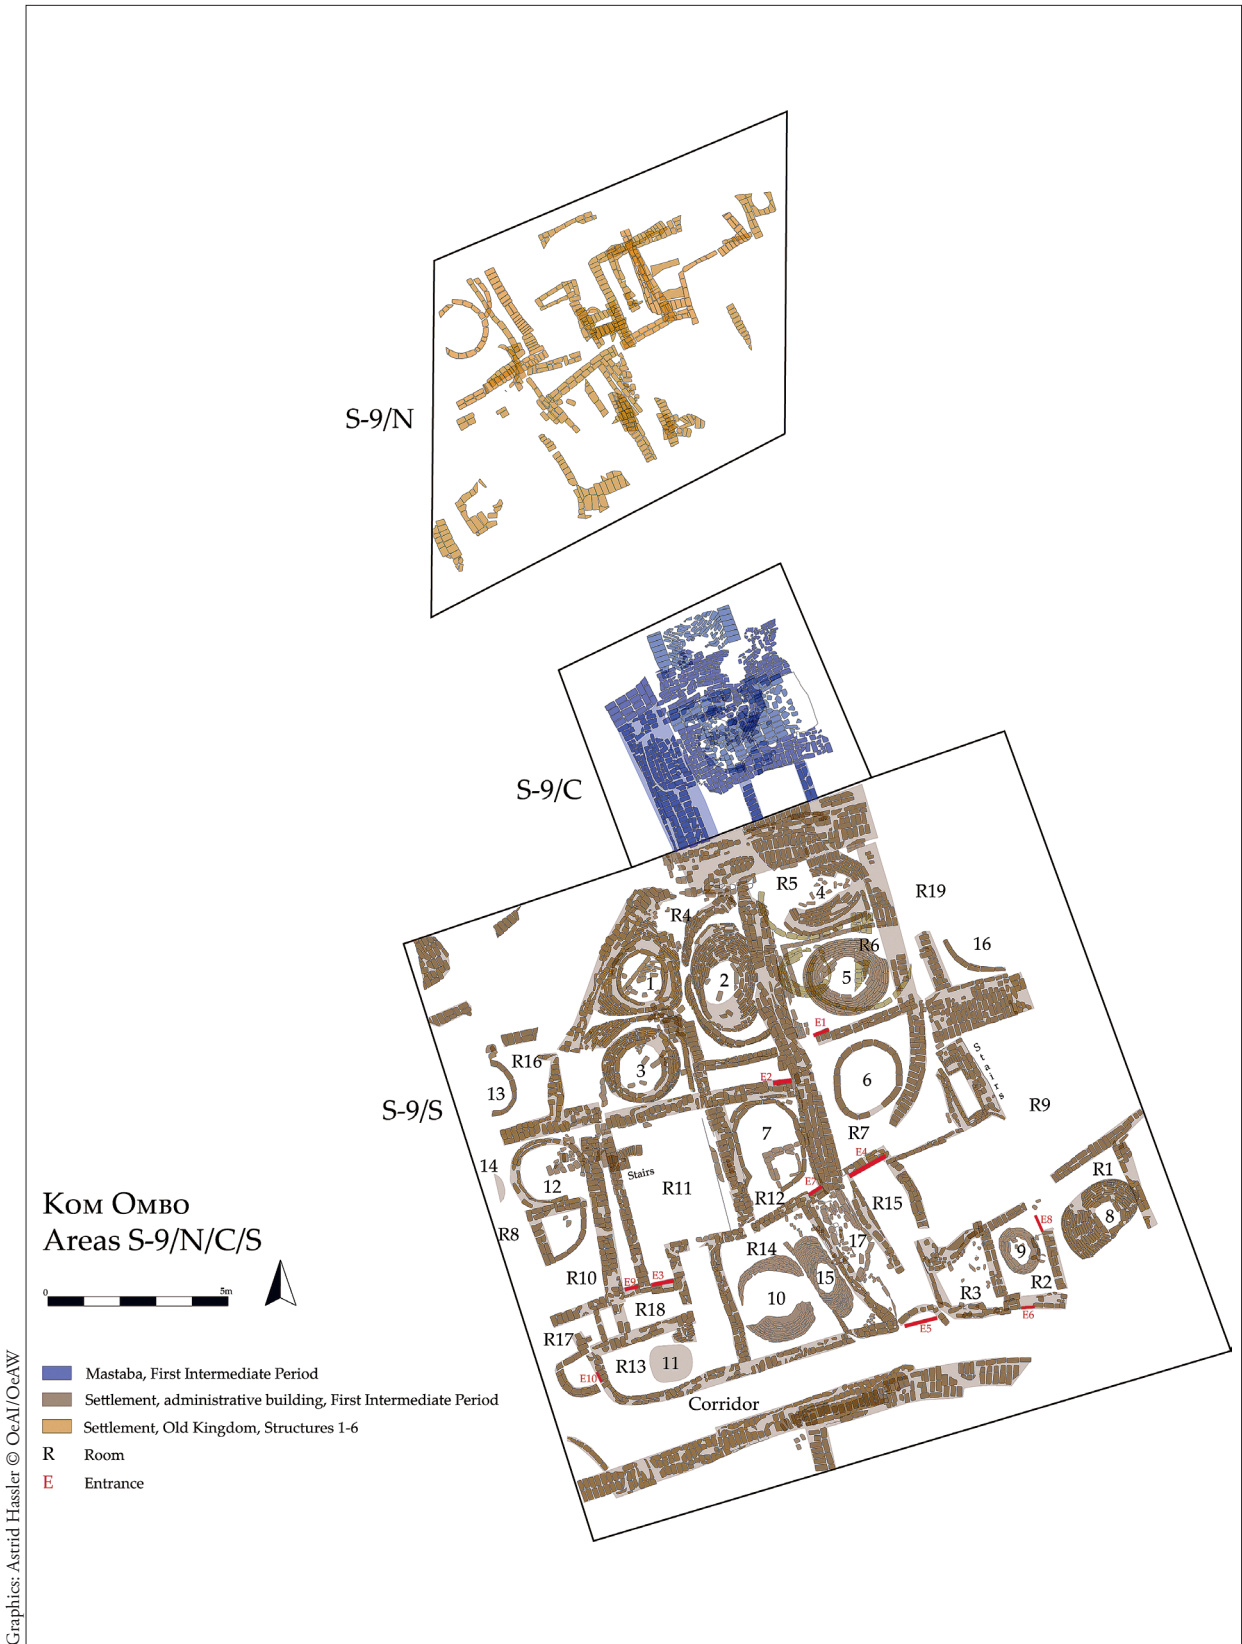 S-9/N
S-9/C
R5
4
R19
R4
R6
16
1
2
5
E1
Stairs
R16
3
E2
6
13
S-9/S
R9
7
R7
E4
R1
14
12
Stairs
R11
E7
R12
R15
8
Kom Ombo
Areas S-9/N/C/S
R8
17
E8
R14
9
R10
E9
E3
15
R2
0
5m
10
R3
R18
E6
E5
R17
R13
11
E10
Mastaba, First Intermediate Period
Settlement, administrative building, First Intermediate Period
Corridor
Settlement, Old Kingdom, Structures 1-6
R Room
E Entrance
Graphics: Astrid Hassler © OeAI/OeAW